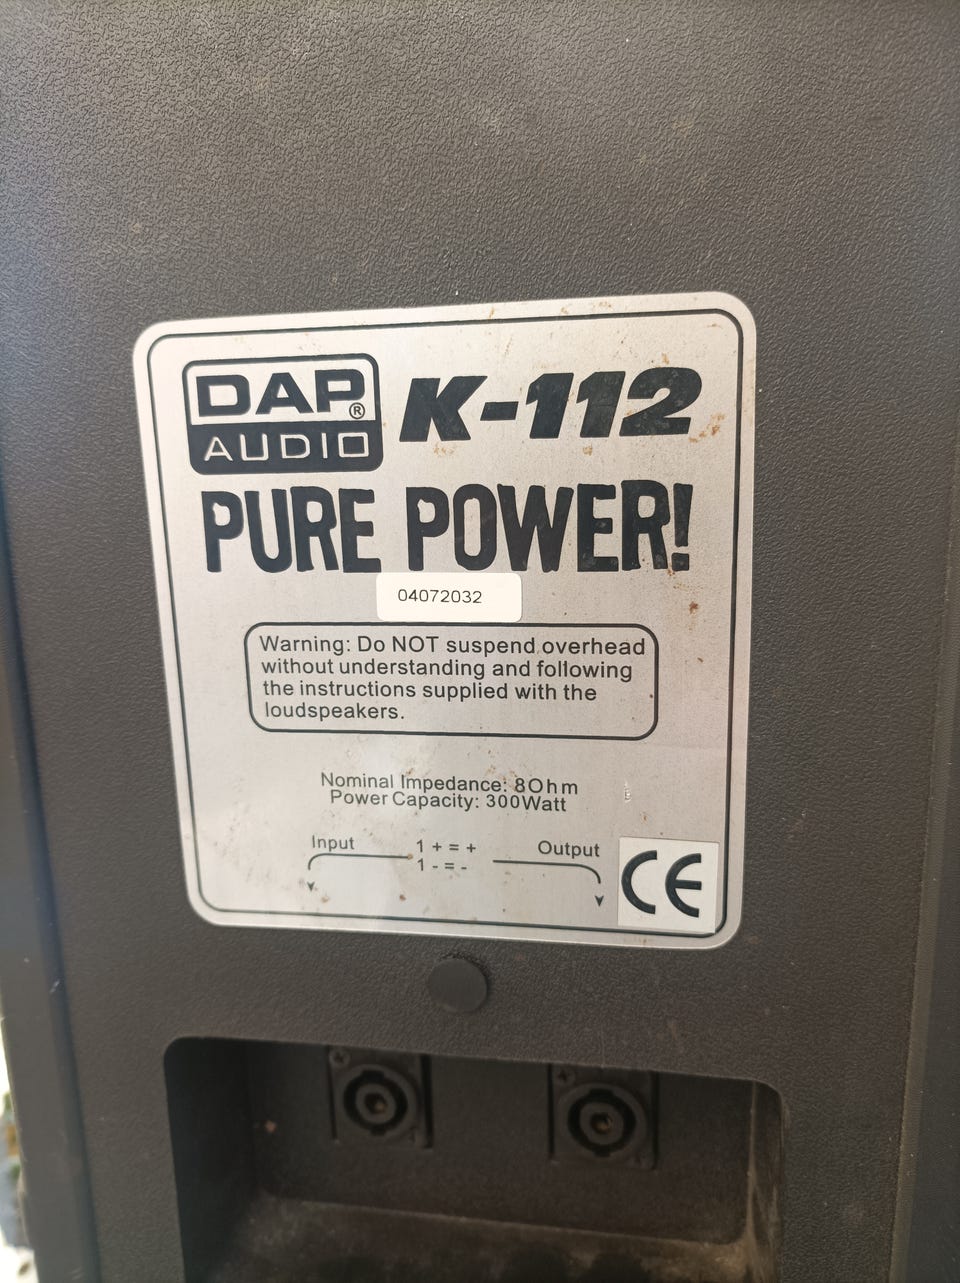 DAP®
AUDIO
K-112
PURE POWER!
04072032
Warning: Do NOT suspend overhead
without understanding and following
the instructions supplied with the
loudspeakers.
Nominal Impedance: 8Ohm
Power Capacity: 300Watt
Input 1 + = + Output
1 - = -
CE